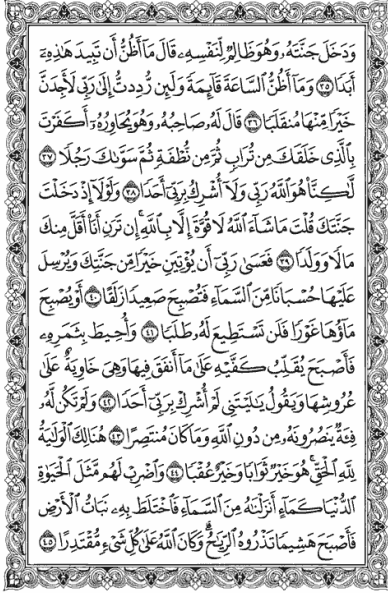 وَدَخَلَ جَنَّتَهُۥ وَهُوَ ظَالِمٌ لِّنَفْسِهِۦ قَالَ مَآ أَظُنُّ أَن تَبِيدَ هَٰذِهِۦٓ
أَبَدًا ٣٥ وَمَآ أَظُنُّ ٱلسَّاعَةَ قَآئِمَةً وَلَئِن رُّدِدتُّ إِلَىٰ رَبِّى لَأَجِدَنَّ
خَيْرًا مِّنْهَا مُنقَلَبًا ٣٦ قَالَ لَهُۥ صَاحِبُهُۥ وَهُوَ يُحَاوِرُهُۥٓ أَكَفَرْتَ
بِٱلَّذِى خَلَقَكَ مِن تُرَابٍ ثُمَّ مِن نُّطْفَةٍ ثُمَّ سَوَّىٰكَ رَجُلًا ٣٧
لَّٰكِنَّا۠ هُوَ ٱللَّهُ رَبِّى وَلَآ أُشْرِكُ بِرَبِّىٓ أَحَدًا ٣٨ وَلَوْلَآ إِذْ دَخَلْتَ
جَنَّتَكَ قُلْتَ مَا شَآءَ ٱللَّهُ لَا قُوَّةَ إِلَّا بِٱللَّهِ ۚ إِن تَرَنِ أَنَا۠ أَقَلَّ مِنكَ
مَالًا وَوَلَدًا ٣٩ فَعَسَىٰ رَبِّىٓ أَن يُؤْتِيَنِ خَيْرًا مِّن جَنَّتِكَ وَيُرْسِلَ
عَلَيْهَا حُسْبَانًا مِّنَ ٱلسَّمَآءِ فَتُصْبِحَ صَعِيدًا زَلَقًا ٤٠ أَوْ يُصْبِحَ
مَآؤُهَا غَوْرًا فَلَن تَسْتَطِيعَ لَهُۥ طَلَبًا ٤١ وَأُحِيطَ بِثَمَرِهِۦ
فَأَصْبَحَ يُقَلِّبُ كَفَّيْهِ عَلَىٰ مَآ أَنفَقَ فِيهَا وَهِىَ خَاوِيَةٌ عَلَىٰ
عُرُوشِهَا وَيَقُولُ يَٰلَيْتَنِى لَمْ أُشْرِكْ بِرَبِّىٓ أَحَدًا ٤٢ وَلَمْ تَكُن لَّهُۥ
فِئَةٌ يَنصُرُونَهُۥ مِن دُونِ ٱللَّهِ وَمَا كَانَ مُنتَصِرًا ٤٣ هُنَالِكَ ٱلْوَلَٰيَةُ
لِلَّهِ ٱلْحَقِّ ۚ هُوَ خَيْرٌ ثَوَابًا وَخَيْرٌ عُقْبًا ٤٤ وَٱضْرِبْ لَهُم مَّثَلَ ٱلْحَيَوٰةِ
ٱلدُّنْيَا كَمَآءٍ أَنزَلْنَٰهُ مِنَ ٱلسَّمَآءِ فَٱخْتَلَطَ بِهِۦ نَبَاتُ ٱلْأَرْضِ
فَأَصْبَحَ هَشِيمًا تَذْرُوهُ ٱلرِّيَٰحُ ۗ وَكَانَ ٱللَّهُ عَلَىٰ كُلِّ شَىْءٍ مُّقْتَدِرًا ٤٥